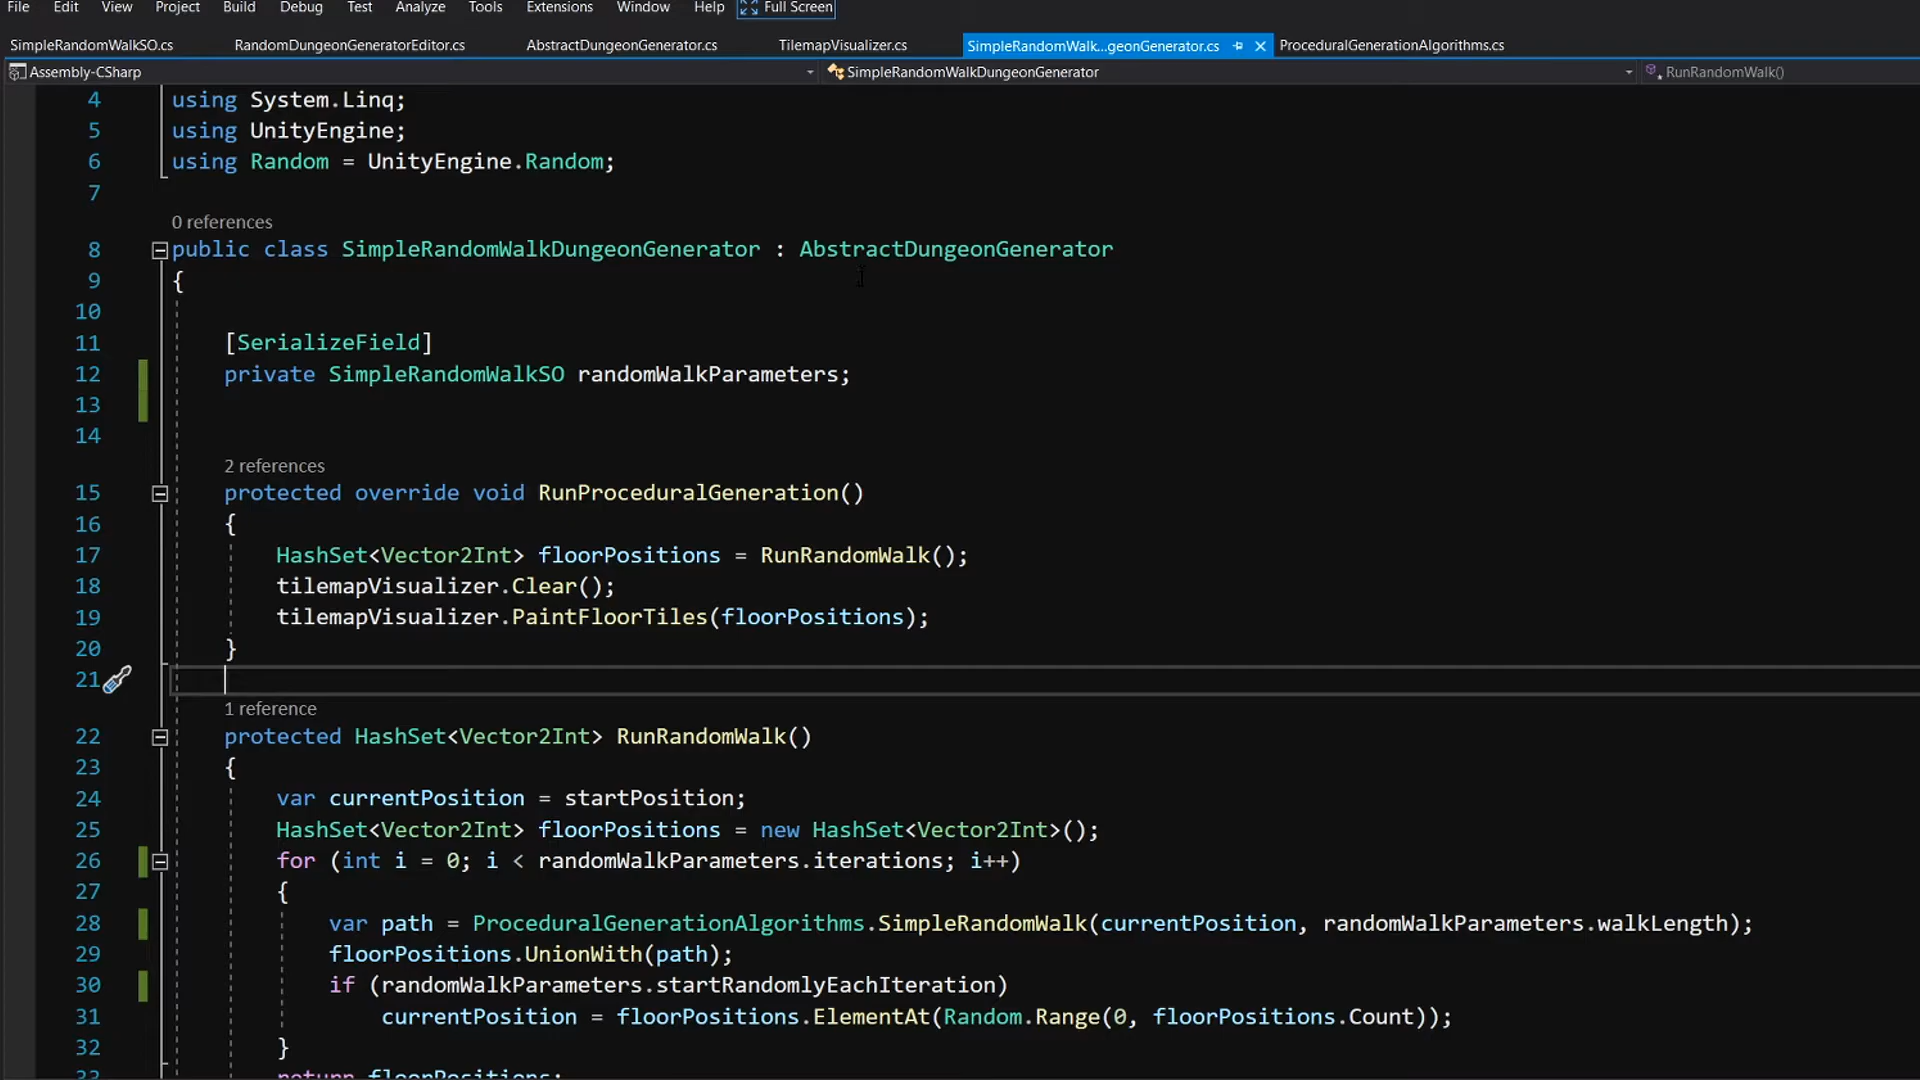 File Edit View Project Build Debug Test Analyze Tools Extensions Window Help Full Screen
SimpleRandomWalkSO.cs RandomDungeonGeneratorEditor.cs AbstractDungeonGenerator.cs TilemapVisualizer.cs SimpleRandomWalk...geonGenerator.cs ProceduralGenerationAlgorithms.cs
Assembly-CSharp SimpleRandomWalkDungeonGenerator RunRandomWalk()
4 using System.Linq;
5 using UnityEngine;
6 using Random = UnityEngine.Random;
7
0 references
8 public class SimpleRandomWalkDungeonGenerator : AbstractDungeonGenerator
9 {
10
11 [SerializeField]
12 private SimpleRandomWalkSO randomWalkParameters;
13
14
2 references
15 protected override void RunProceduralGeneration()
16 {
17 HashSet<Vector2Int> floorPositions = RunRandomWalk();
18 tilemapVisualizer.Clear();
19 tilemapVisualizer.PaintFloorTiles(floorPositions);
20 }
21
1 reference
22 protected HashSet<Vector2Int> RunRandomWalk()
23 {
24 var currentPosition = startPosition;
25 HashSet<Vector2Int> floorPositions = new HashSet<Vector2Int>();
26 for (int i = 0; i < randomWalkParameters.iterations; i++)
27 {
28 var path = ProceduralGenerationAlgorithms.SimpleRandomWalk(currentPosition, randomWalkParameters.walkLength);
29 floorPositions.UnionWith(path);
30 if (randomWalkParameters.startRandomlyEachIteration)
31 currentPosition = floorPositions.ElementAt(Random.Range(0, floorPositions.Count));
32 }
33 return floorPositions;